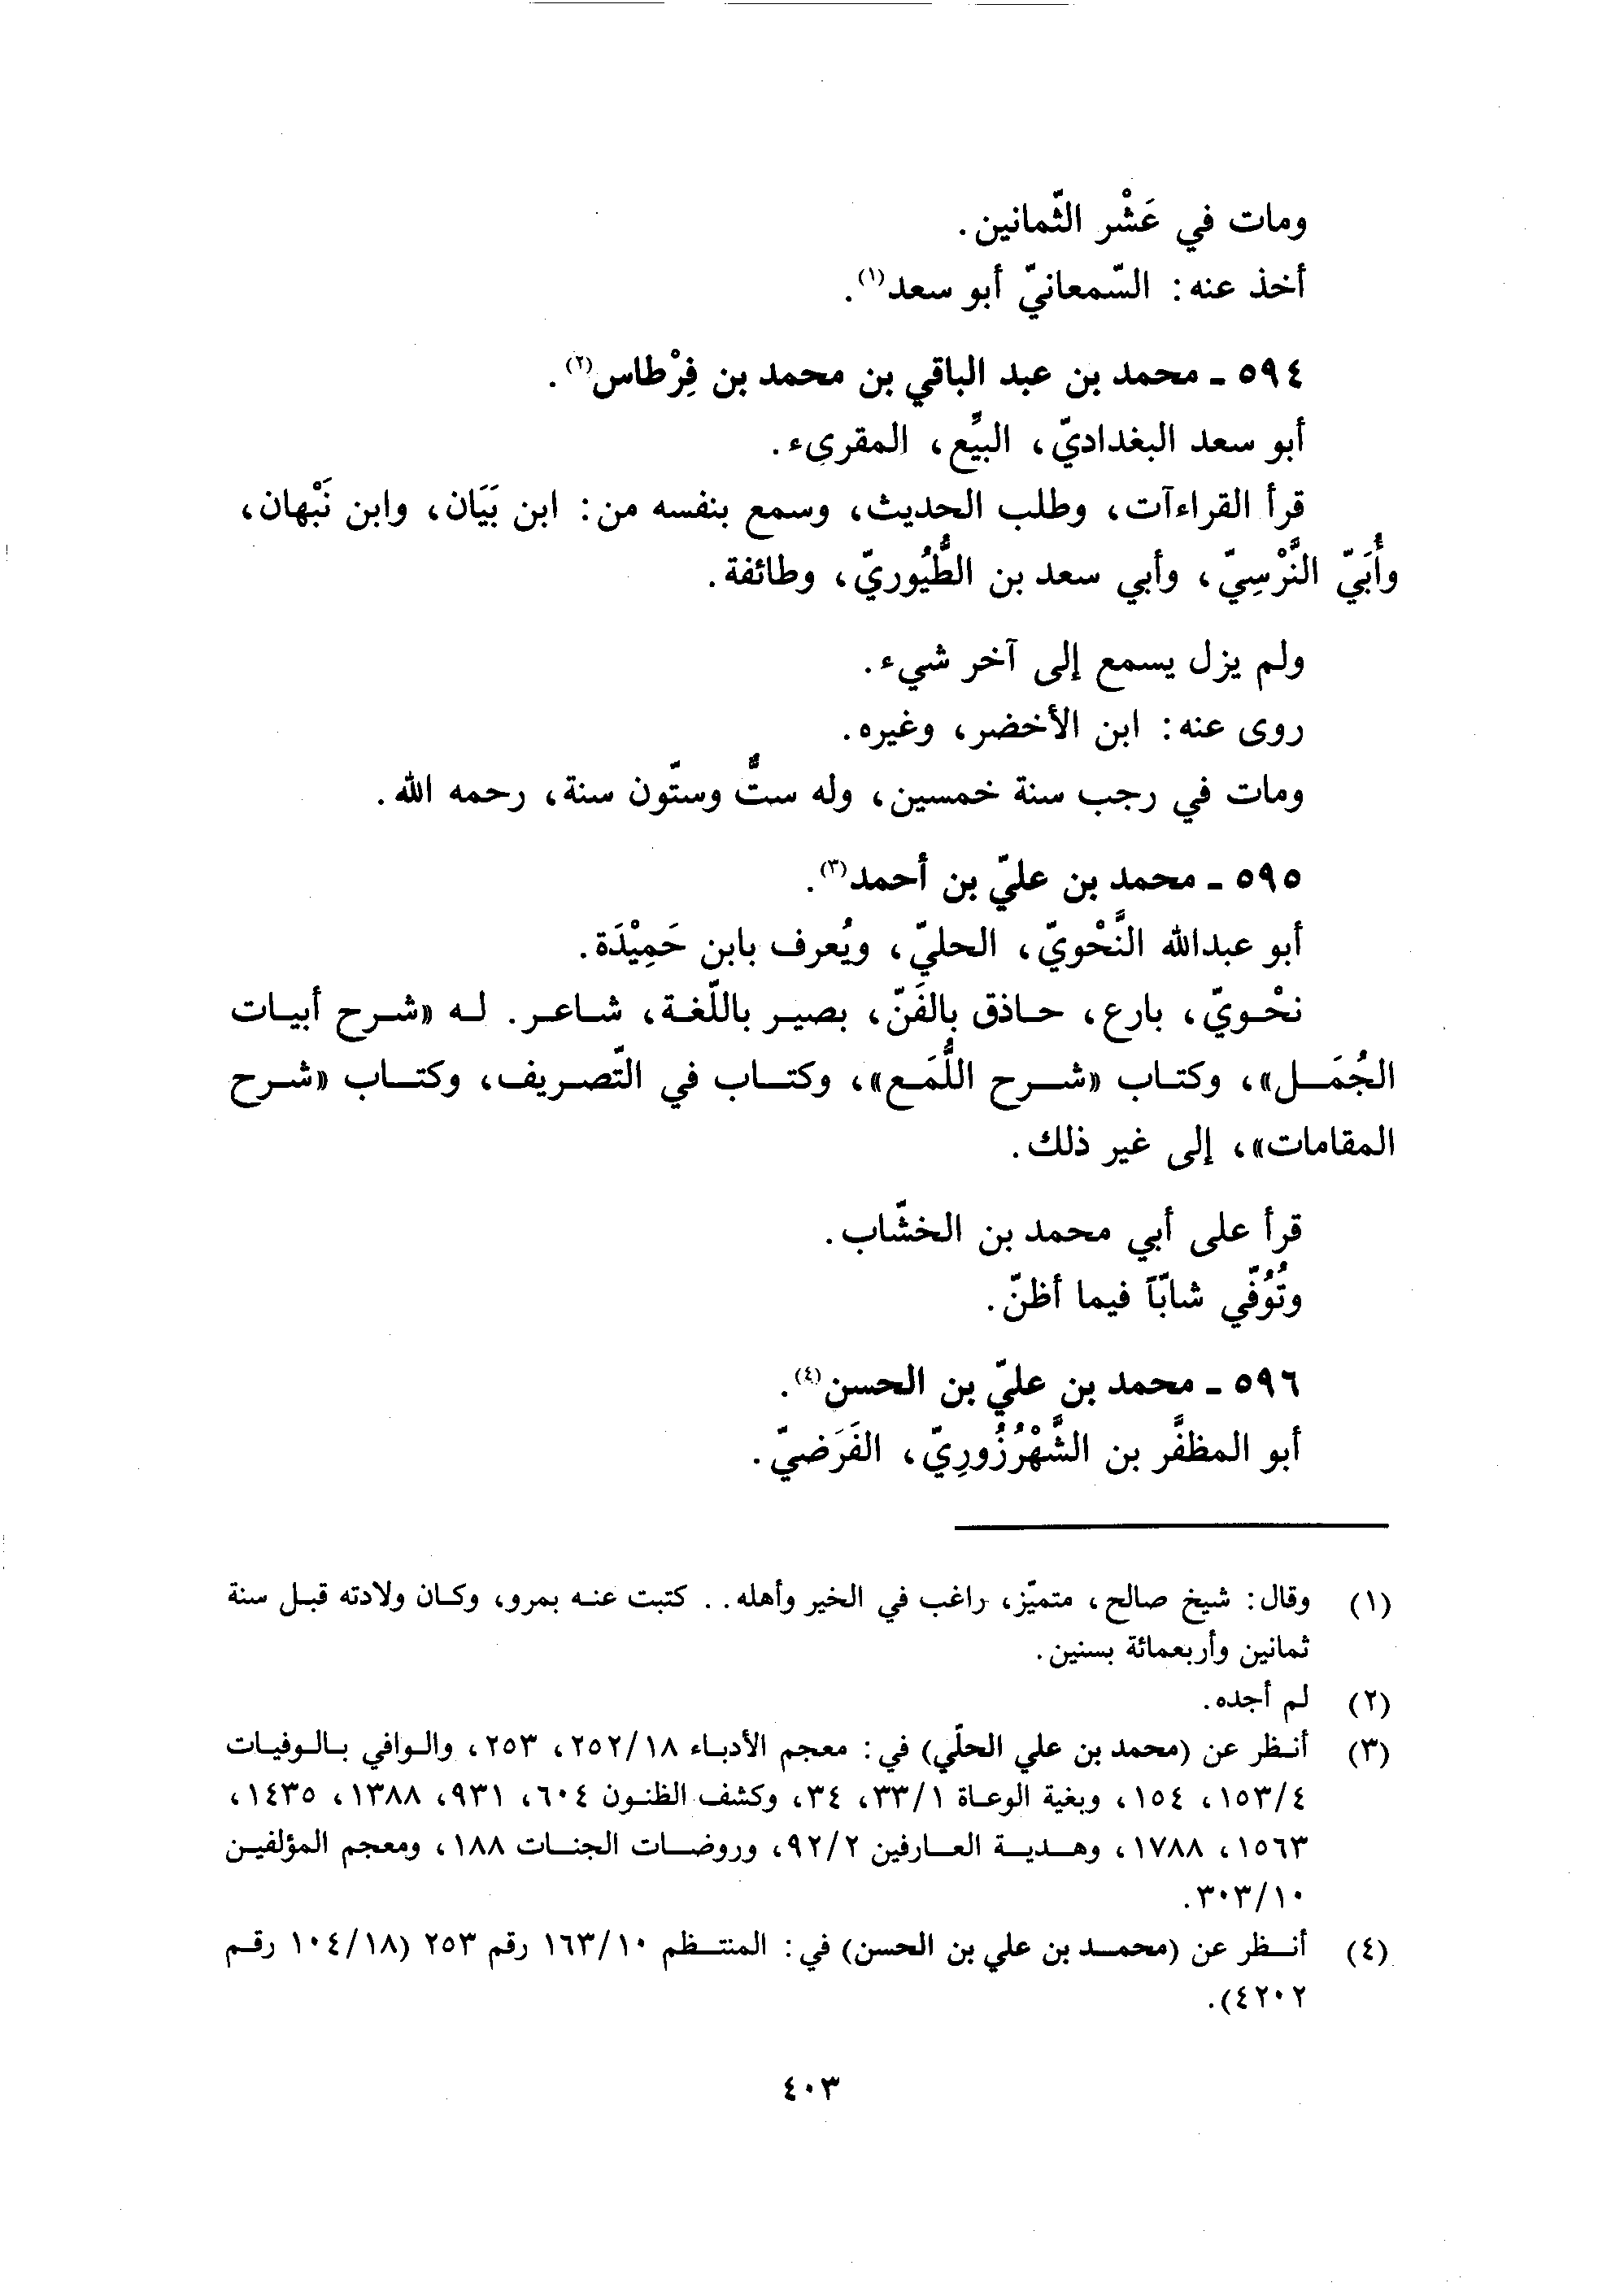 ومات في عَشْر الثّمانين.
أخذ عنه: السّمعانيّ أبو سعد(١).
٥٩٤ ـ محمد بن عبد الباقي بن محمد بن فِرْطاس(٢).
أبو سعد البغداديّ، البيِّع، المقرىء.
قرأ القراءآت، وطلب الحديث، وسمع بنفسه من: ابن بَيَان، وابن نَبْهان،
وأُبَيّ النَّرْسِيّ، وأبي سعد بن الطُّيُوريّ، وطائفة.
ولم يزل يسمع إلى آخر شيء.
روى عنه: ابن الأخضر، وغيره.
ومات في رجب سنة خمسين، وله ستٌّ وستّون سنة، رحمه الله.
٥٩٥ ـ محمد بن عليّ بن أحمد(٣).
أبو عبدالله النَّحْويّ، الحليّ، ويُعرف بابن حَمِيْدَة.
نحْويّ، بارع، حاذق بالفَنّ، بصير باللّغة، شاعر. له «شرح أبيات
الجُمَل»، وكتاب «شرح اللُّمَع»، وكتاب في التّصريف، وكتاب «شرح
المقامات»، إلى غير ذلك.
قرأ على أبي محمد بن الخشّاب.
وتُوُفّي شابّاً فيما أظنّ.
٥٩٦ ـ محمد بن عليّ بن الحسن(٤).
أبو المظفَّر بن الشَّهْرُزُورِيّ، الفَرَضيّ.
(١) وقال: شيخ صالح، متميّز، راغب في الخير وأهله.. كتبت عنه بمرو، وكان ولادته قبل سنة
ثمانين وأربعمائة بسنين.
(٢) لم أجده.
(٣) أنظر عن (محمد بن علي الحلّي) في: معجم الأدباء ٢٥٢/١٨، ٢٥٣، والوافي بالوفيات
١٥٣/٤، ١٥٤، وبغية الوعاة ٣٣/١، ٣٤، وكشف الظنون ٦٠٤، ٩٣١، ١٣٨٨، ١٤٣٥،
١٥٦٣، ١٧٨٨، وهدية العارفين ٩٢/٢، وروضات الجنات ١٨٨، ومعجم المؤلفين
٣٠٣/١٠.
(٤) أنظر عن (محمد بن علي بن الحسن) في: المنتظم ١٦٣/١٠ رقم ٢٥٣ (١٠٤/١٨ رقم
٤٢٠٢).
٤٠٣